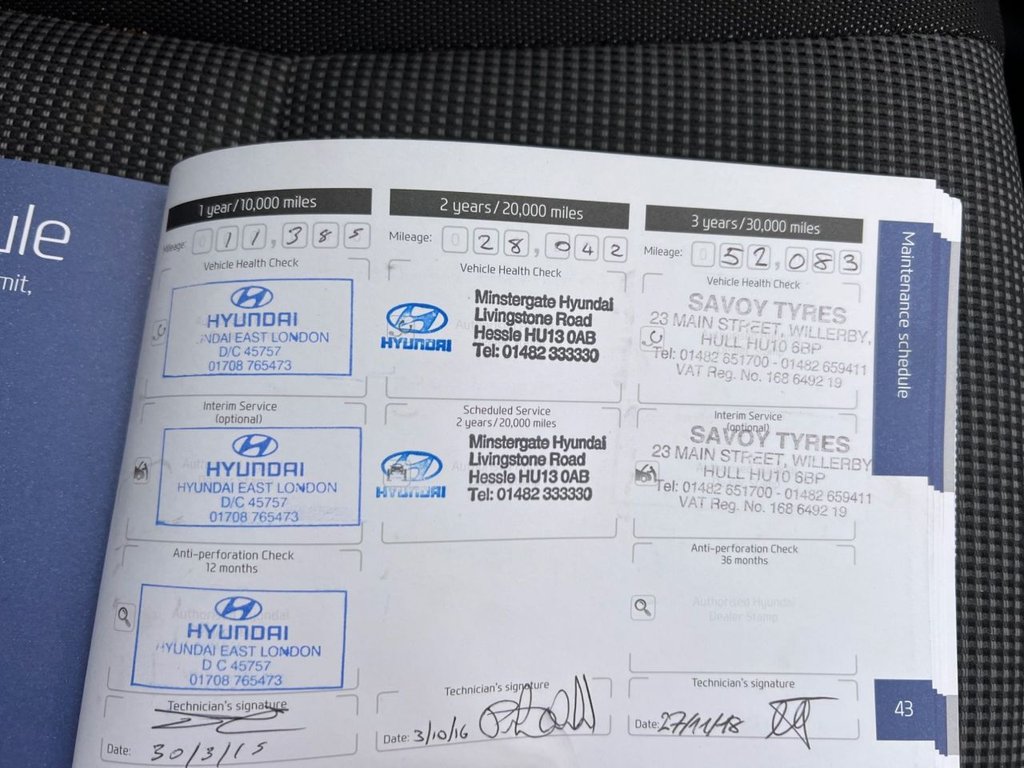 ule
mit,
1 year/10,000 miles
Mileage: 0 1 1, 3 8 5
Vehicle Health Check
HYUNDAI
NDAI EAST LONDON
D/C 45757
01708 765473
Interim Service
(optional)
HYUNDAI
HYUNDAI EAST LONDON
D/C 45757
01708 765473
Anti-perforation Check
12 months
HYUNDAI
HYUNDAI EAST LONDON
D C 45757
01708 765473
Technician's signature
Date: 30/3/15
2 years/20,000 miles
Mileage: 0 2 8, 0 4 2
Vehicle Health Check
HYUNDAI
Minstergate Hyundai
Livingstone Road
Hessle HU13 0AB
Tel: 01482 333330
Scheduled Service
2 years/20,000 miles
HYUNDAI
Minstergate Hyundai
Livingstone Road
Hessle HU13 0AB
Tel: 01482 333330
Technician's signature
Date: 3/10/16
3 years/30,000 miles
Mileage: 0 5 2, 0 8 3
Vehicle Health Check
SAVOY TYRES
23 MAIN STREET, WILLERBY,
HULL HU10 6BP
Tel: 01482 651700 - 01482 659411
VAT Reg. No. 168 6492 19
Interim Service
(optional)
SAVOY TYRES
23 MAIN STREET, WILLERBY
HULL HU10 6BP
Tel: 01482 651700 - 01482 659411
VAT Reg. No. 168 6492 19
Anti-perforation Check
36 months
Authorised Hyundai
Dealer Stamp
Technician's signature
Date: 27/11/18
Maintenance schedule
43